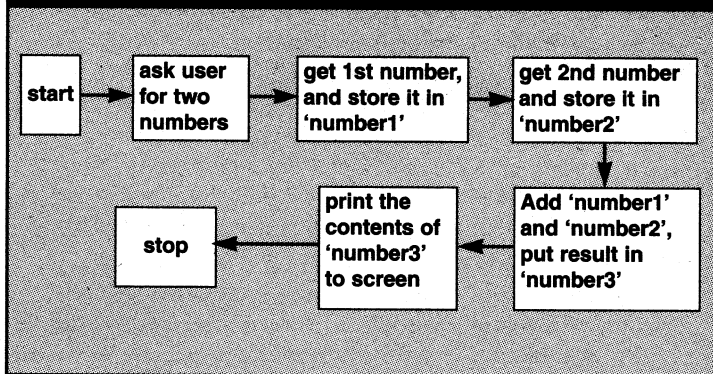 start
ask user
for two
numbers
get 1st number,
and store it in
‘number1’
get 2nd number
and store it in
‘number2’
Add ‘number1’
and ‘number2’,
put result in
‘number3’
print the
contents of
‘number3’
to screen
stop